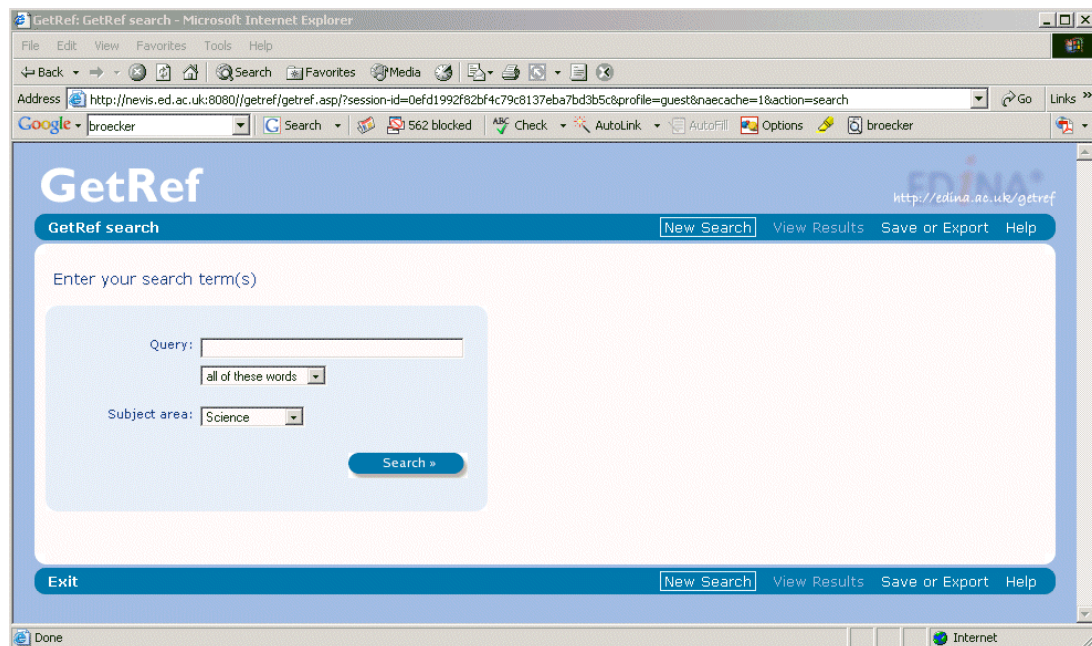 GetRef: GetRef search - Microsoft Internet Explorer
File Edit View Favorites Tools Help
Back Search Favorites Media
Address http://nevis.ed.ac.uk:8080//getref/getref.asp/?session-id=0efd1992f82bf4c79c8137eba7bd3b5c&profile=guest&naecache=1&action=search Go Links »
Google broecker G Search 562 blocked ABC Check AutoLink AutoFill Options broecker
GetRef
EDINA
http://edina.ac.uk/getref
GetRef search New Search View Results Save or Export Help
Enter your search term(s)
Query:
all of these words
Subject area: Science
Search »
Exit New Search View Results Save or Export Help
Done Internet